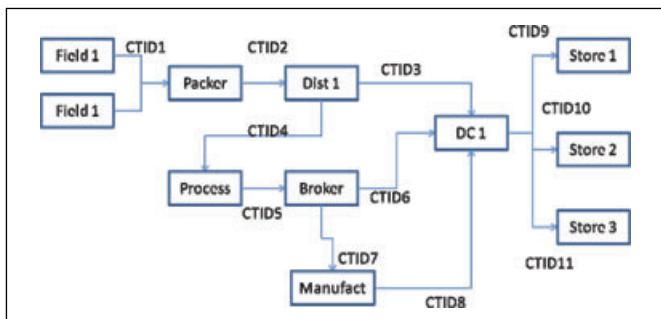 CTID9
CTID1
CTID2
Field 1
CTID3
Store 1
Packer
Dist 1
Field 1
CTID10
CTID4
DC 1
Store 2
Process
Broker
CTID5
CTID6
Store 3
CTID7
CTID11
Manufact
CTID8